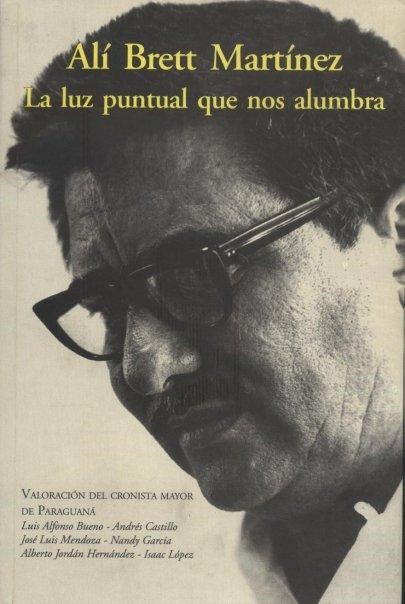 Alí Brett Martínez
La luz puntual que nos alumbra
VALORACIÓN DEL CRONISTA MAYOR
DE PARAGUANÁ
Luis Alfonso Bueno - Andrés Castillo
José Luis Mendoza - Nandy García
Alberto Jordán Hernández - Isaac López